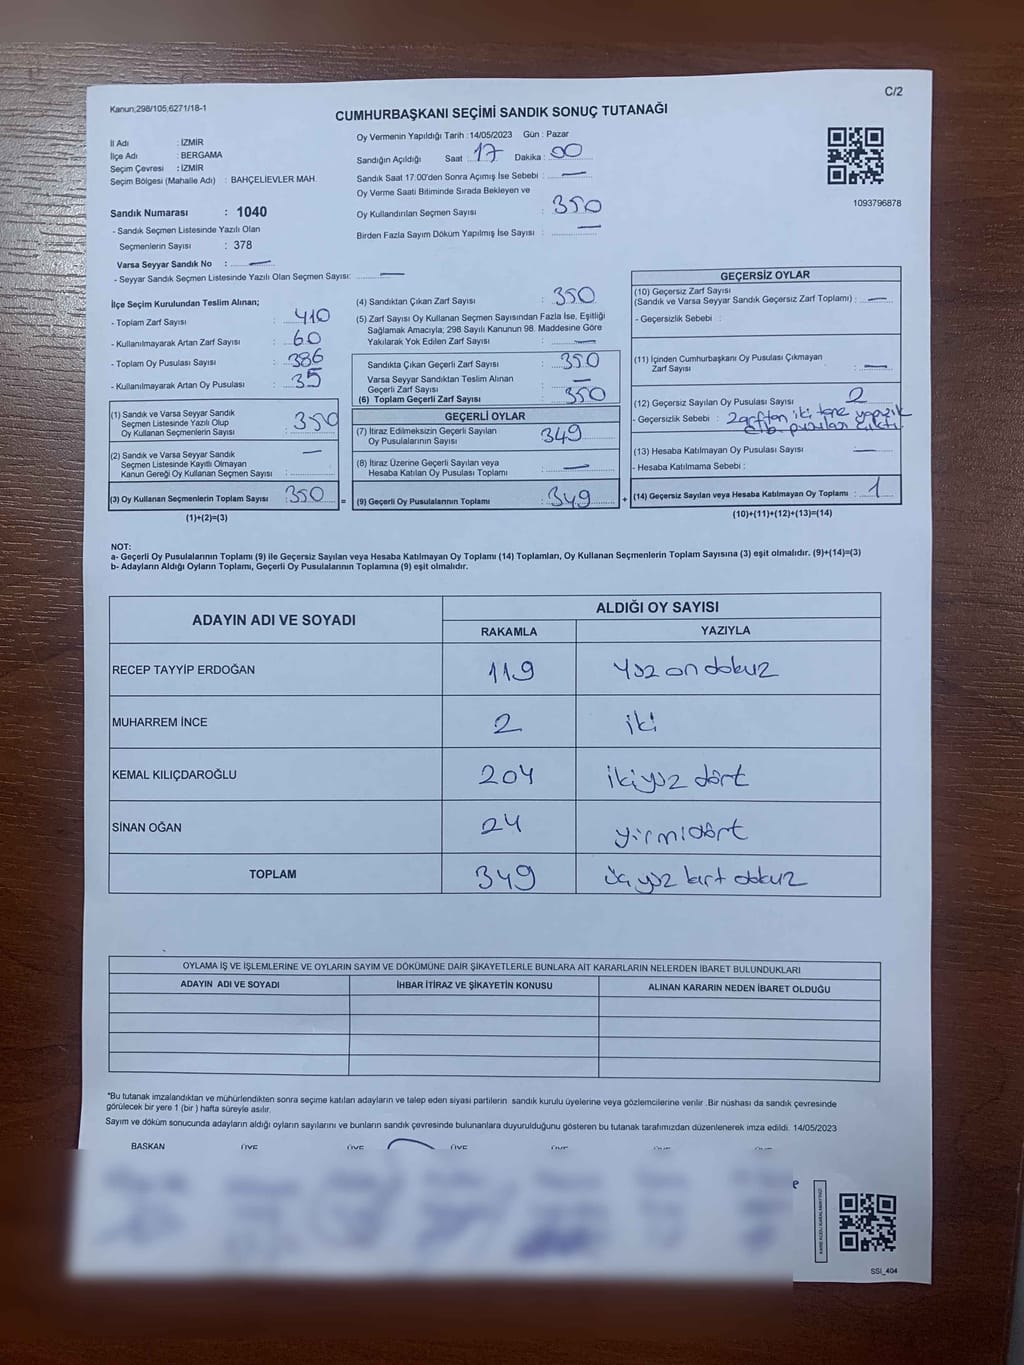 Kanun,298/105,6271/18-1
C/2
CUMHURBAŞKANI SEÇİMİ SANDIK SONUÇ TUTANAĞI
İl Adı : İZMİR
İlçe Adı : BERGAMA
Seçim Çevresi : İZMİR
Seçim Bölgesi (Mahalle Adı) : BAHÇELİEVLER MAH.
Sandık Numarası : 1040
- Sandık Seçmen Listesinde Yazılı Olan
Seçmenlerin Sayısı : 378
Varsa Seyyar Sandık No : —
- Seyyar Sandık Seçmen Listesinde Yazılı Olan Seçmen Sayısı: —
Oy Vermenin Yapıldığı Tarih :14/05/2023 Gün : Pazar
Sandığın Açıldığı Saat : 17 Dakika : 00
Sandık Saat 17:00'den Sonra Açımış İse Sebebi : —
Oy Verme Saati Bitiminde Sırada Bekleyen ve
Oy Kullandırılan Seçmen Sayısı : 350
Birden Fazla Sayım Döküm Yapılmış İse Sayısı : —
1093796878
İlçe Seçim Kurulundan Teslim Alınan;
- Toplam Zarf Sayısı : 410
- Kullanılmayarak Artan Zarf Sayısı : 60
- Toplam Oy Pusulası Sayısı : 386
- Kullanılmayarak Artan Oy Pusulası : 35
(1) Sandık ve Varsa Seyyar Sandık
Seçmen Listesinde Yazılı Olup
Oy Kullanan Seçmenlerin Sayısı : 350
(2) Sandık ve Varsa Seyyar Sandık
Seçmen Listesinde Kayıtlı Olmayan
Kanun Gereği Oy Kullanan Seçmen Sayısı : —
(3) Oy Kullanan Seçmenlerin Toplam Sayısı : 350 =
(1)+(2)=(3)
(4) Sandıktan Çıkan Zarf Sayısı : 350
(5) Zarf Sayısı Oy Kullanan Seçmen Sayısından Fazla İse, Eşitliği
Sağlamak Amacıyla; 298 Sayılı Kanunun 98. Maddesine Göre
Yakılarak Yok Edilen Zarf Sayısı : —
Sandıkta Çıkan Geçerli Zarf Sayısı : 350
Varsa Seyyar Sandıktan Teslim Alınan
Geçerli Zarf Sayısı : —
(6) Toplam Geçerli Zarf Sayısı : 350
GEÇERLİ OYLAR
(7) İtiraz Edilmeksizin Geçerli Sayılan
Oy Pusulalarının Sayısı : 349
(8) İtiraz Üzerine Geçerli Sayılan veya
Hesaba Katılan Oy Pusulası Toplamı : —
(9) Geçerli Oy Pusulalarının Toplamı : 349 +
GEÇERSİZ OYLAR
(10) Geçersiz Zarf Sayısı
(Sandık ve Varsa Seyyar Sandık Geçersiz Zarf Toplamı) : —
- Geçersizlik Sebebi :
(11) İçinden Cumhurbaşkanı Oy Pusulası Çıkmayan
Zarf Sayısı : —
(12) Geçersiz Sayılan Oy Pusulası Sayısı : 2
- Geçersizlik Sebebi : 2 zarftan iki tane yapışık
pusulası çıktı
(13) Hesaba Katılmayan Oy Pusulası Sayısı : —
- Hesaba Katılmama Sebebi :
(14) Geçersiz Sayılan veya Hesaba Katılmayan Oy Toplamı : 1
(10)+(11)+(12)+(13)=(14)
NOT:
a- Geçerli Oy Pusulalarının Toplamı (9) ile Geçersiz Sayılan veya Hesaba Katılmayan Oy Toplamı (14) Toplamları, Oy Kullanan Seçmenlerin Toplam Sayısına (3) eşit olmalıdır. (9)+(14)=(3)
b- Adayların Aldığı Oyların Toplamı, Geçerli Oy Pusulalarının Toplamına (9) eşit olmalıdır.
ADAYIN ADI VE SOYADI ALDIĞI OY SAYISI
RAKAMLA YAZIYLA
RECEP TAYYİP ERDOĞAN 119 Yüz on dokuz
MUHARREM İNCE 2 iki
KEMAL KILIÇDAROĞLU 204 ikiyüz dört
SİNAN OĞAN 24 yirmidört
TOPLAM 349 üç yüz kırt dokuz
OYLAMA İŞ VE İŞLEMLERİNE VE OYLARIN SAYIM VE DÖKÜMÜNE DAİR ŞİKAYETLERLE BUNLARA AİT KARARLARIN NELERDEN İBARET BULUNDUKLARI
ADAYIN ADI VE SOYADI İHBAR İTİRAZ VE ŞİKAYETİN KONUSU ALINAN KARARIN NEDEN İBARET OLDUĞU
*Bu tutanak imzalandıktan ve mühürlendikten sonra seçime katılan adayların ve talep eden siyasi partilerin sandık kurulu üyelerine veya gözlemcilerine verilir .Bir nüshası da sandık çevresinde
görülecek bir yere 1 (bir ) hafta süreyle asılır.
Sayım ve döküm sonucunda adayların aldığı oyların sayılarını ve bunların sandık çevresinde bulunanlara duyurulduğunu gösteren bu tutanak tarafımızdan düzenlenerek imza edildi. 14/05/2023
BAŞKAN ÜYE ÜYE ÜYE ÜYE ÜYE ÜYE
SSI_404